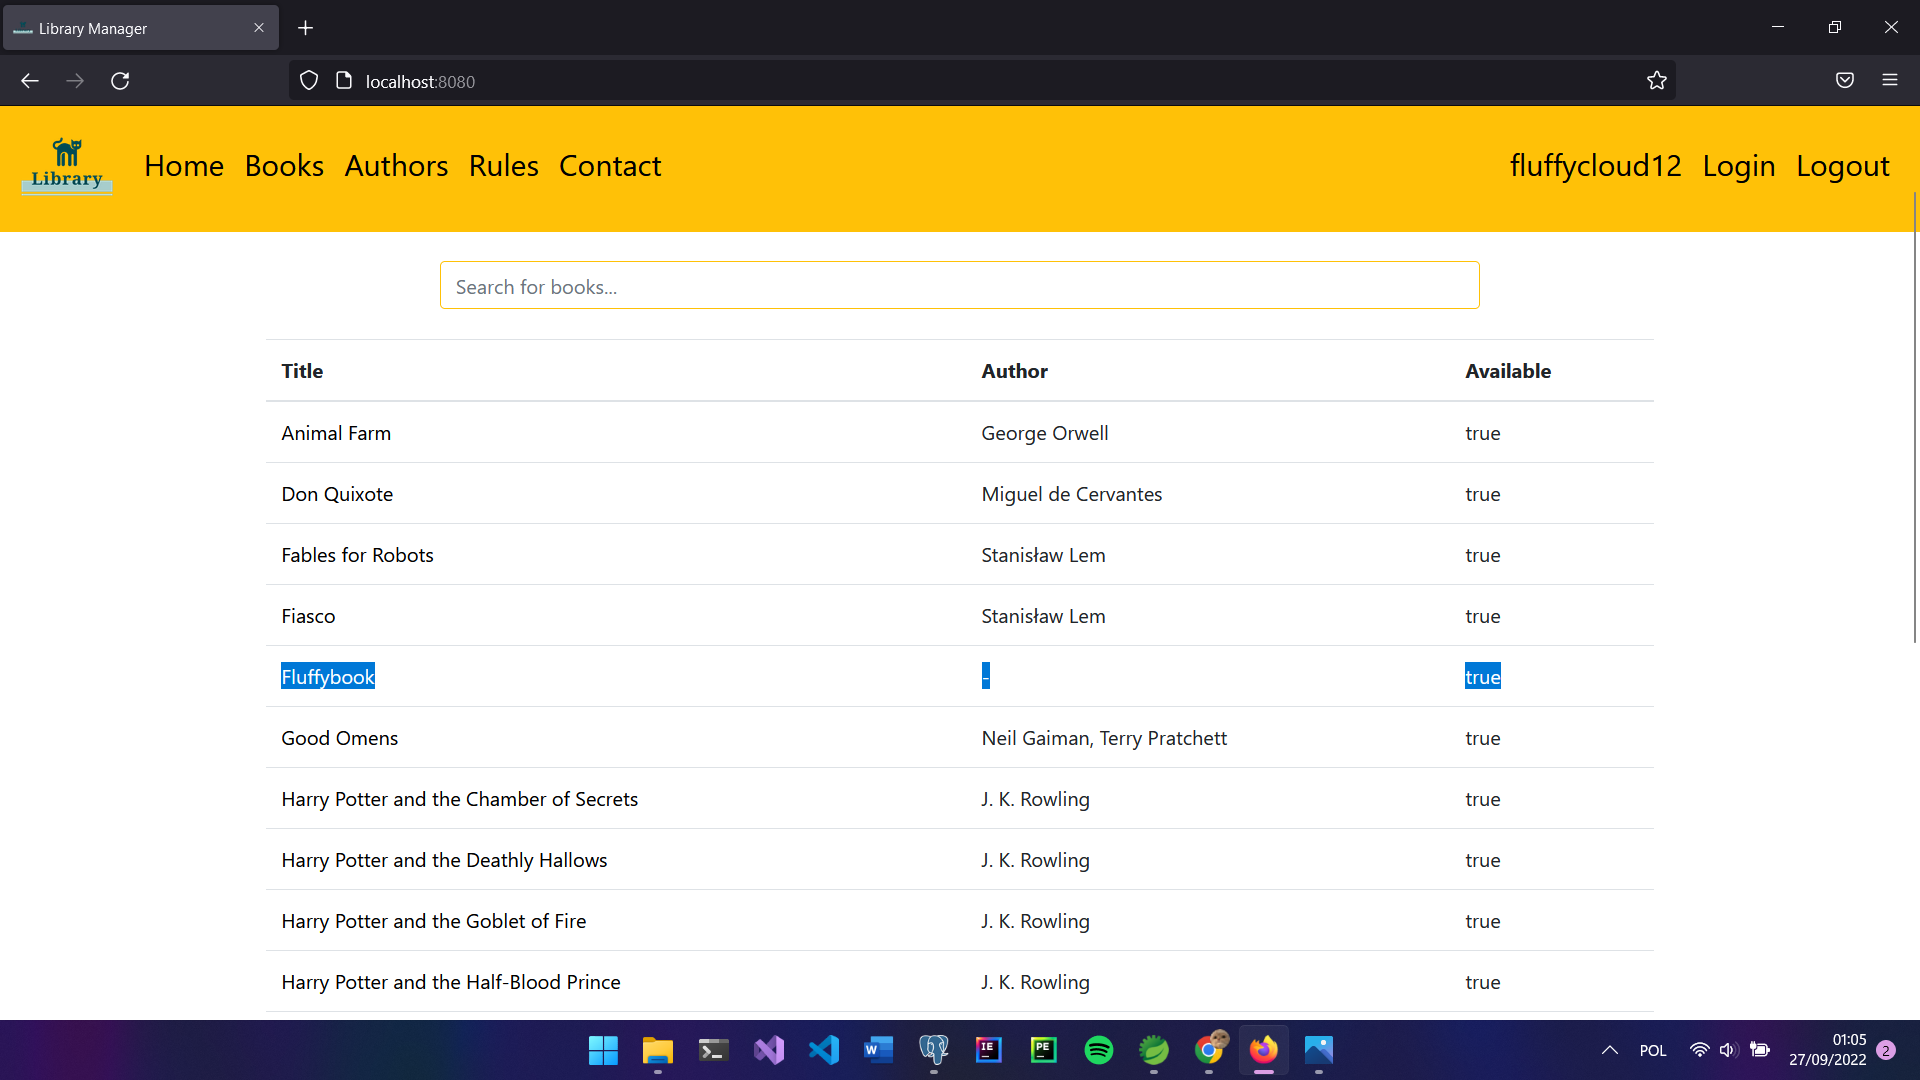 Library Manager
localhost:8080
Library
Home Books Authors Rules Contact
fluffycloud12 Login Logout
Search for books...
Title Author Available
Animal Farm George Orwell true
Don Quixote Miguel de Cervantes true
Fables for Robots Stanisław Lem true
Fiasco Stanisław Lem true
Fluffybook - true
Good Omens Neil Gaiman, Terry Pratchett true
Harry Potter and the Chamber of Secrets J. K. Rowling true
Harry Potter and the Deathly Hallows J. K. Rowling true
Harry Potter and the Goblet of Fire J. K. Rowling true
Harry Potter and the Half-Blood Prince J. K. Rowling true
W IE PE
POL
01:05
27/09/2022 2